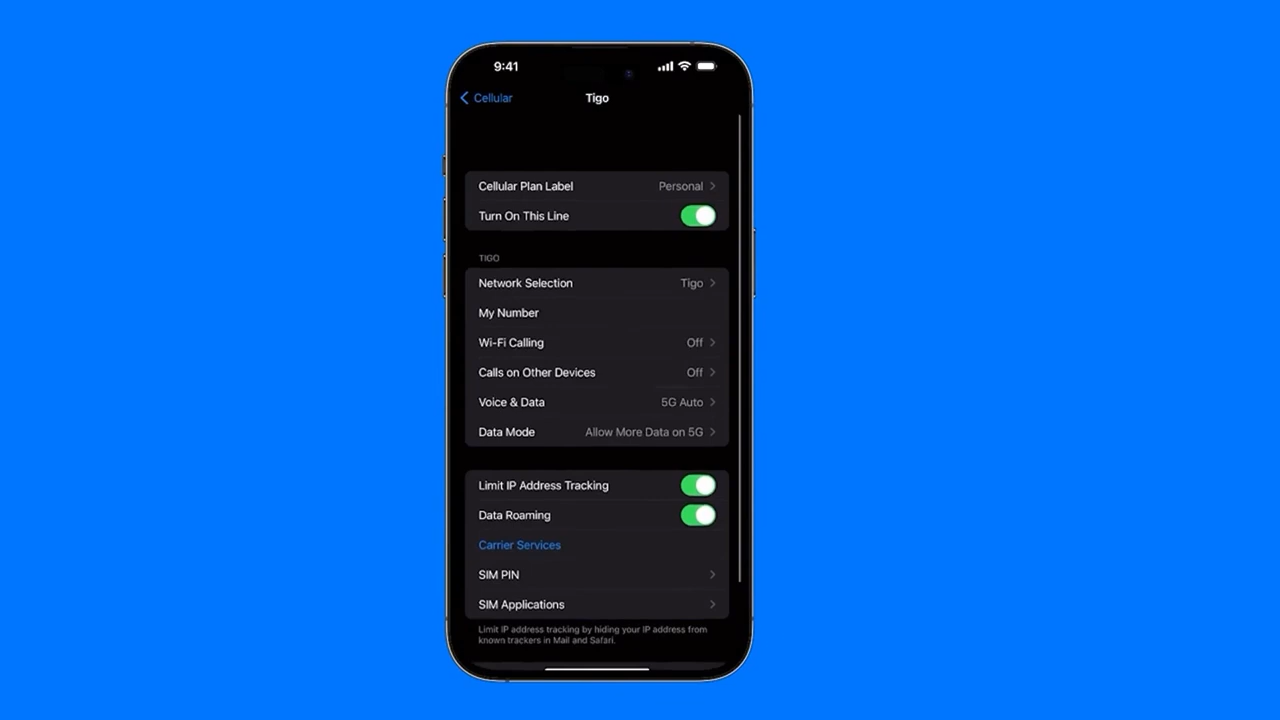 9:41
Cellular
Tigo
Cellular Plan Label Personal
Turn On This Line
TIGO
Network Selection Tigo
My Number
Wi-Fi Calling Off
Calls on Other Devices Off
Voice & Data 5G Auto
Data Mode Allow More Data on 5G
Limit IP Address Tracking
Data Roaming
Carrier Services
SIM PIN
SIM Applications
Limit IP address tracking by hiding your IP address from
known trackers in Mail and Safari.